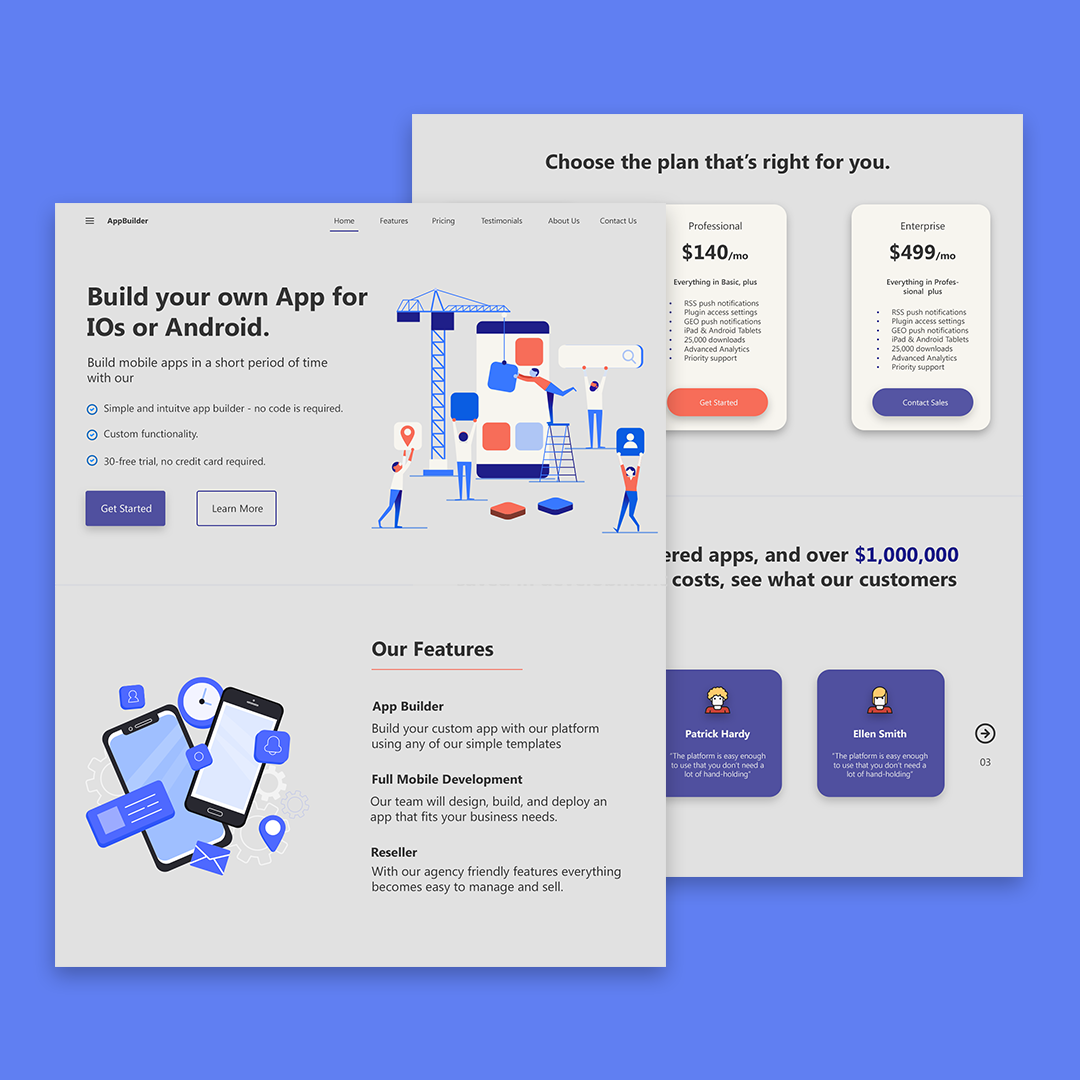 AppBuilder
Home
Features
Pricing
Testimonials
About Us
Contact Us
Build your own App for
IOs or Android.
Build mobile apps in a short period of time
with our
Simple and intuitve app builder - no code is required.
Custom functionality.
30-free trial, no credit card required.
Get Started
Learn More
Our Features
App Builder
Build your custom app with our platform
using any of our simple templates
Full Mobile Development
Our team will design, build, and deploy an
app that fits your business needs.
Reseller
With our agency friendly features everything
becomes easy to manage and sell.
Choose the plan that's right for you.
Professional
$140/mo
Everything in Basic, plus
RSS push notifications
Plugin access settings
GEO push notifications
iPad & Android Tablets
25,000 downloads
Advanced Analytics
Priority support
Get Started
Enterprise
$499/mo
Everything in Profes-
sional plus
RSS push notifications
Plugin access settings
GEO push notifications
iPad & Android Tablets
25,000 downloads
Advanced Analytics
Priority support
Contact Sales
ered apps, and over $1,000,000
costs, see what our customers
Patrick Hardy
"The platform is easy enough
to use that you don't need a
lot of hand-holding"
Ellen Smith
"The platform is easy enough
to use that you don't need a
lot of hand-holding"
03